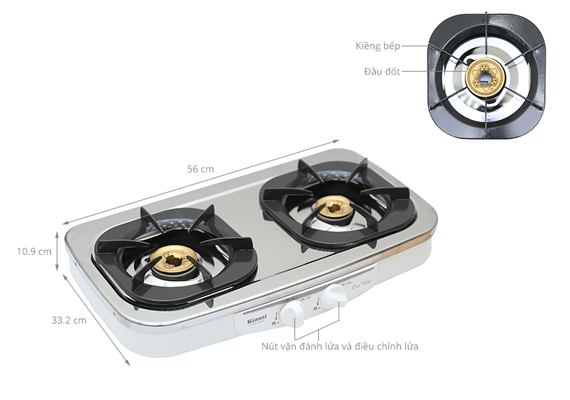 Kiềng bếp
Đầu đốt
56 cm
10.9 cm
33.2 cm
Rinnai
Nút vặn đánh lửa và điều chỉnh lửa